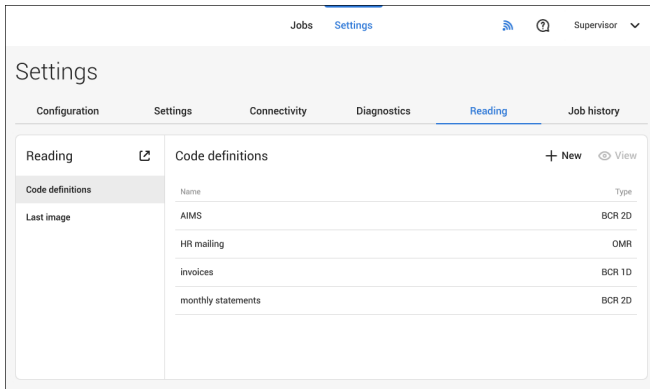 Jobs Settings Supervisor
Settings
Configuration Settings Connectivity Diagnostics Reading Job history
Reading Code definitions New View
Code definitions Name Type
Last image AIMS BCR 2D
HR mailing OMR
invoices BCR 1D
monthly statements BCR 2D